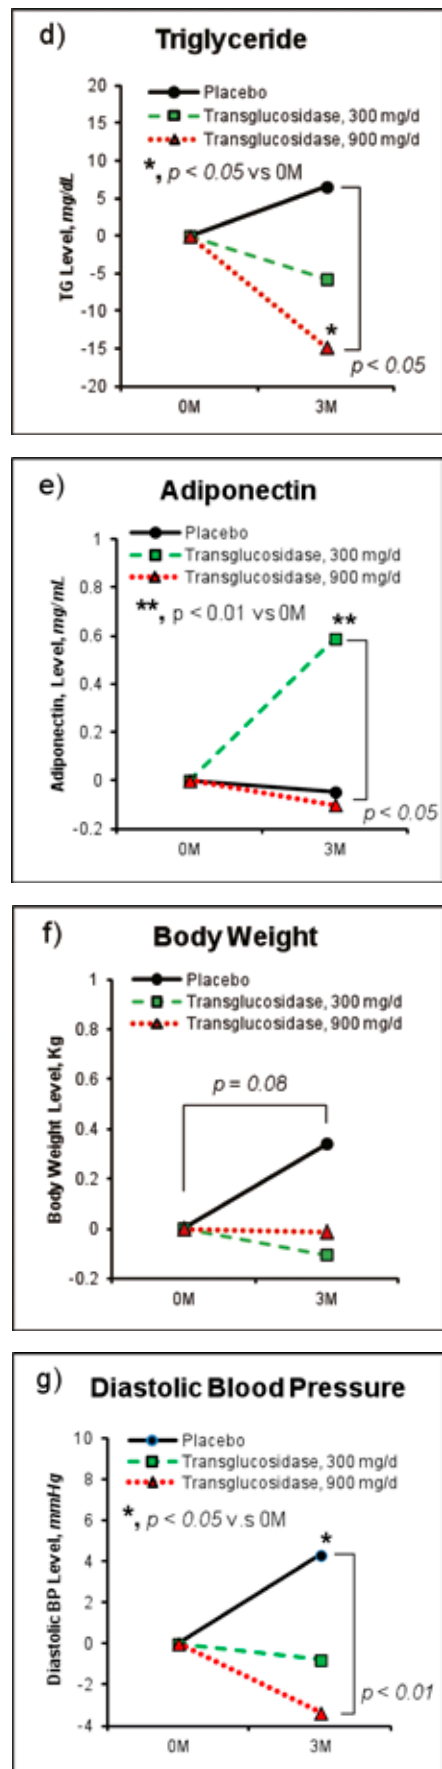 d) Triglyceride
20
15
10
5
0
-5
-10
-15
-20
TG Level, mg/dL
Placebo
Transglucosidase, 300 mg/d
Transglucosidase, 900 mg/d
*, p < 0.05 vs 0M
*
p < 0.05
0M 3M
e) Adiponectin
1
0.8
0.6
0.4
0.2
0
-0.2
Adiponectin, Level, mg/mL
Placebo
Transglucosidase, 300 mg/d
Transglucosidase, 900 mg/d
**, p < 0.01 vs 0M
**
p < 0.05
0M 3M
f) Body Weight
1
0.8
0.6
0.4
0.2
0
-0.2
Body Weight Level, Kg
Placebo
Transglucosidase, 300 mg/d
Transglucosidase, 900 mg/d
p = 0.08
0M 3M
g) Diastolic Blood Pressure
10
8
6
4
2
0
-2
-4
Diastolic BP Level, mmHg
Placebo
Transglucosidase, 300 mg/d
Transglucosidase, 900 mg/d
*, p < 0.05 v.s 0M
*
p < 0.01
0M 3M